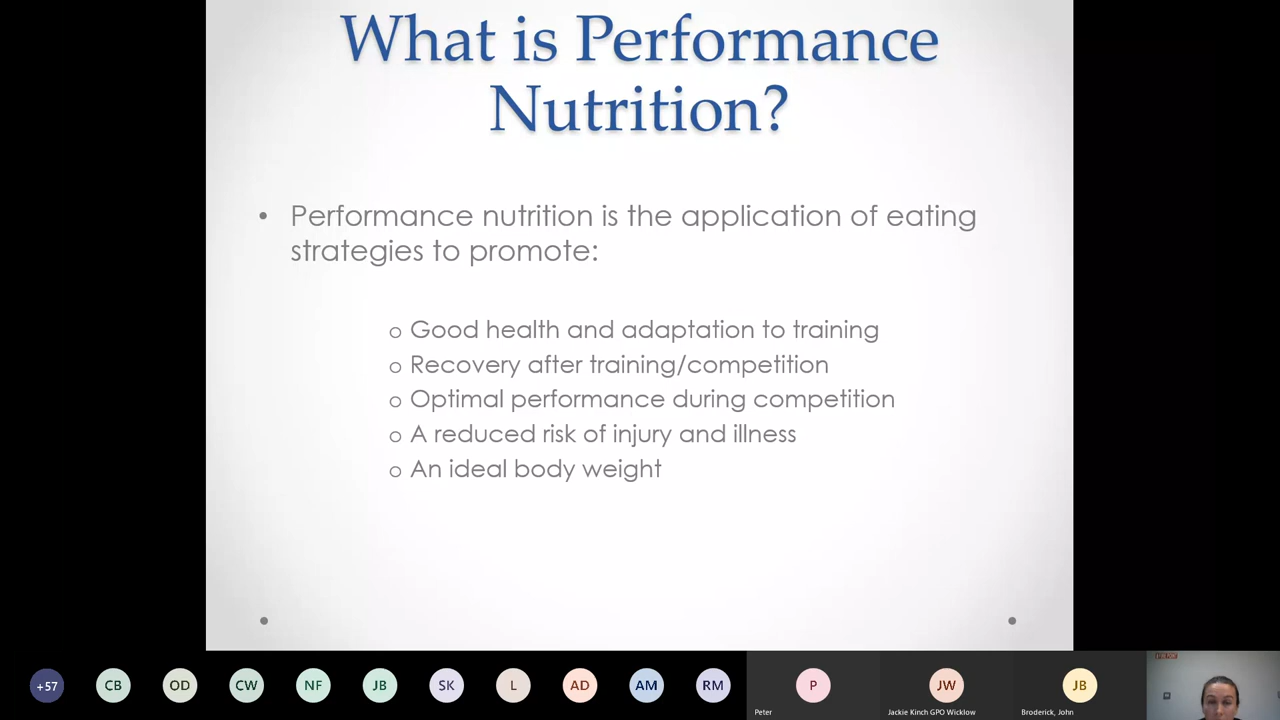 What is Performance
Nutrition?
• Performance nutrition is the application of eating
strategies to promote:
o Good health and adaptation to training
o Recovery after training/competition
o Optimal performance during competition
o A reduced risk of injury and illness
o An ideal body weight
+57
CB
OD
CW
NF
JB
SK
L
AD
AM
RM
P
Peter
JW
Jackie Kinch GPO Wicklow
JB
Broderick, John